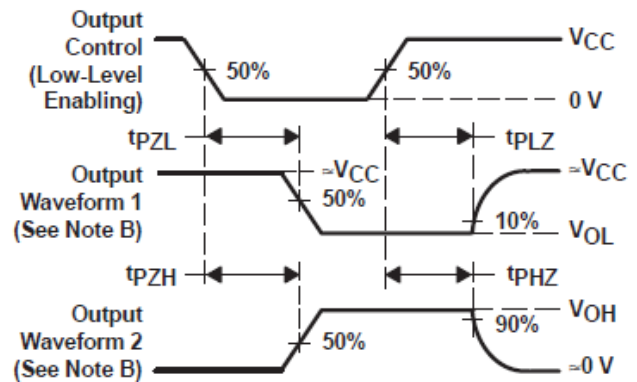 Output
Control
(Low-Level
Enabling)
50%
50%
VCC
0 V
tPZL
tPLZ
Output
Waveform 1
(See Note B)
≈VCC
50%
≈VCC
10%
VOL
tPZH
tPHZ
Output
Waveform 2
(See Note B)
50%
VOH
90%
≈0 V